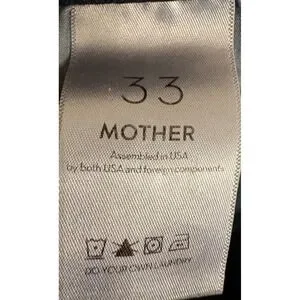 33
MOTHER
Assembled in USA
by both USA and foreign components
DO YOUR OWN LAUNDRY